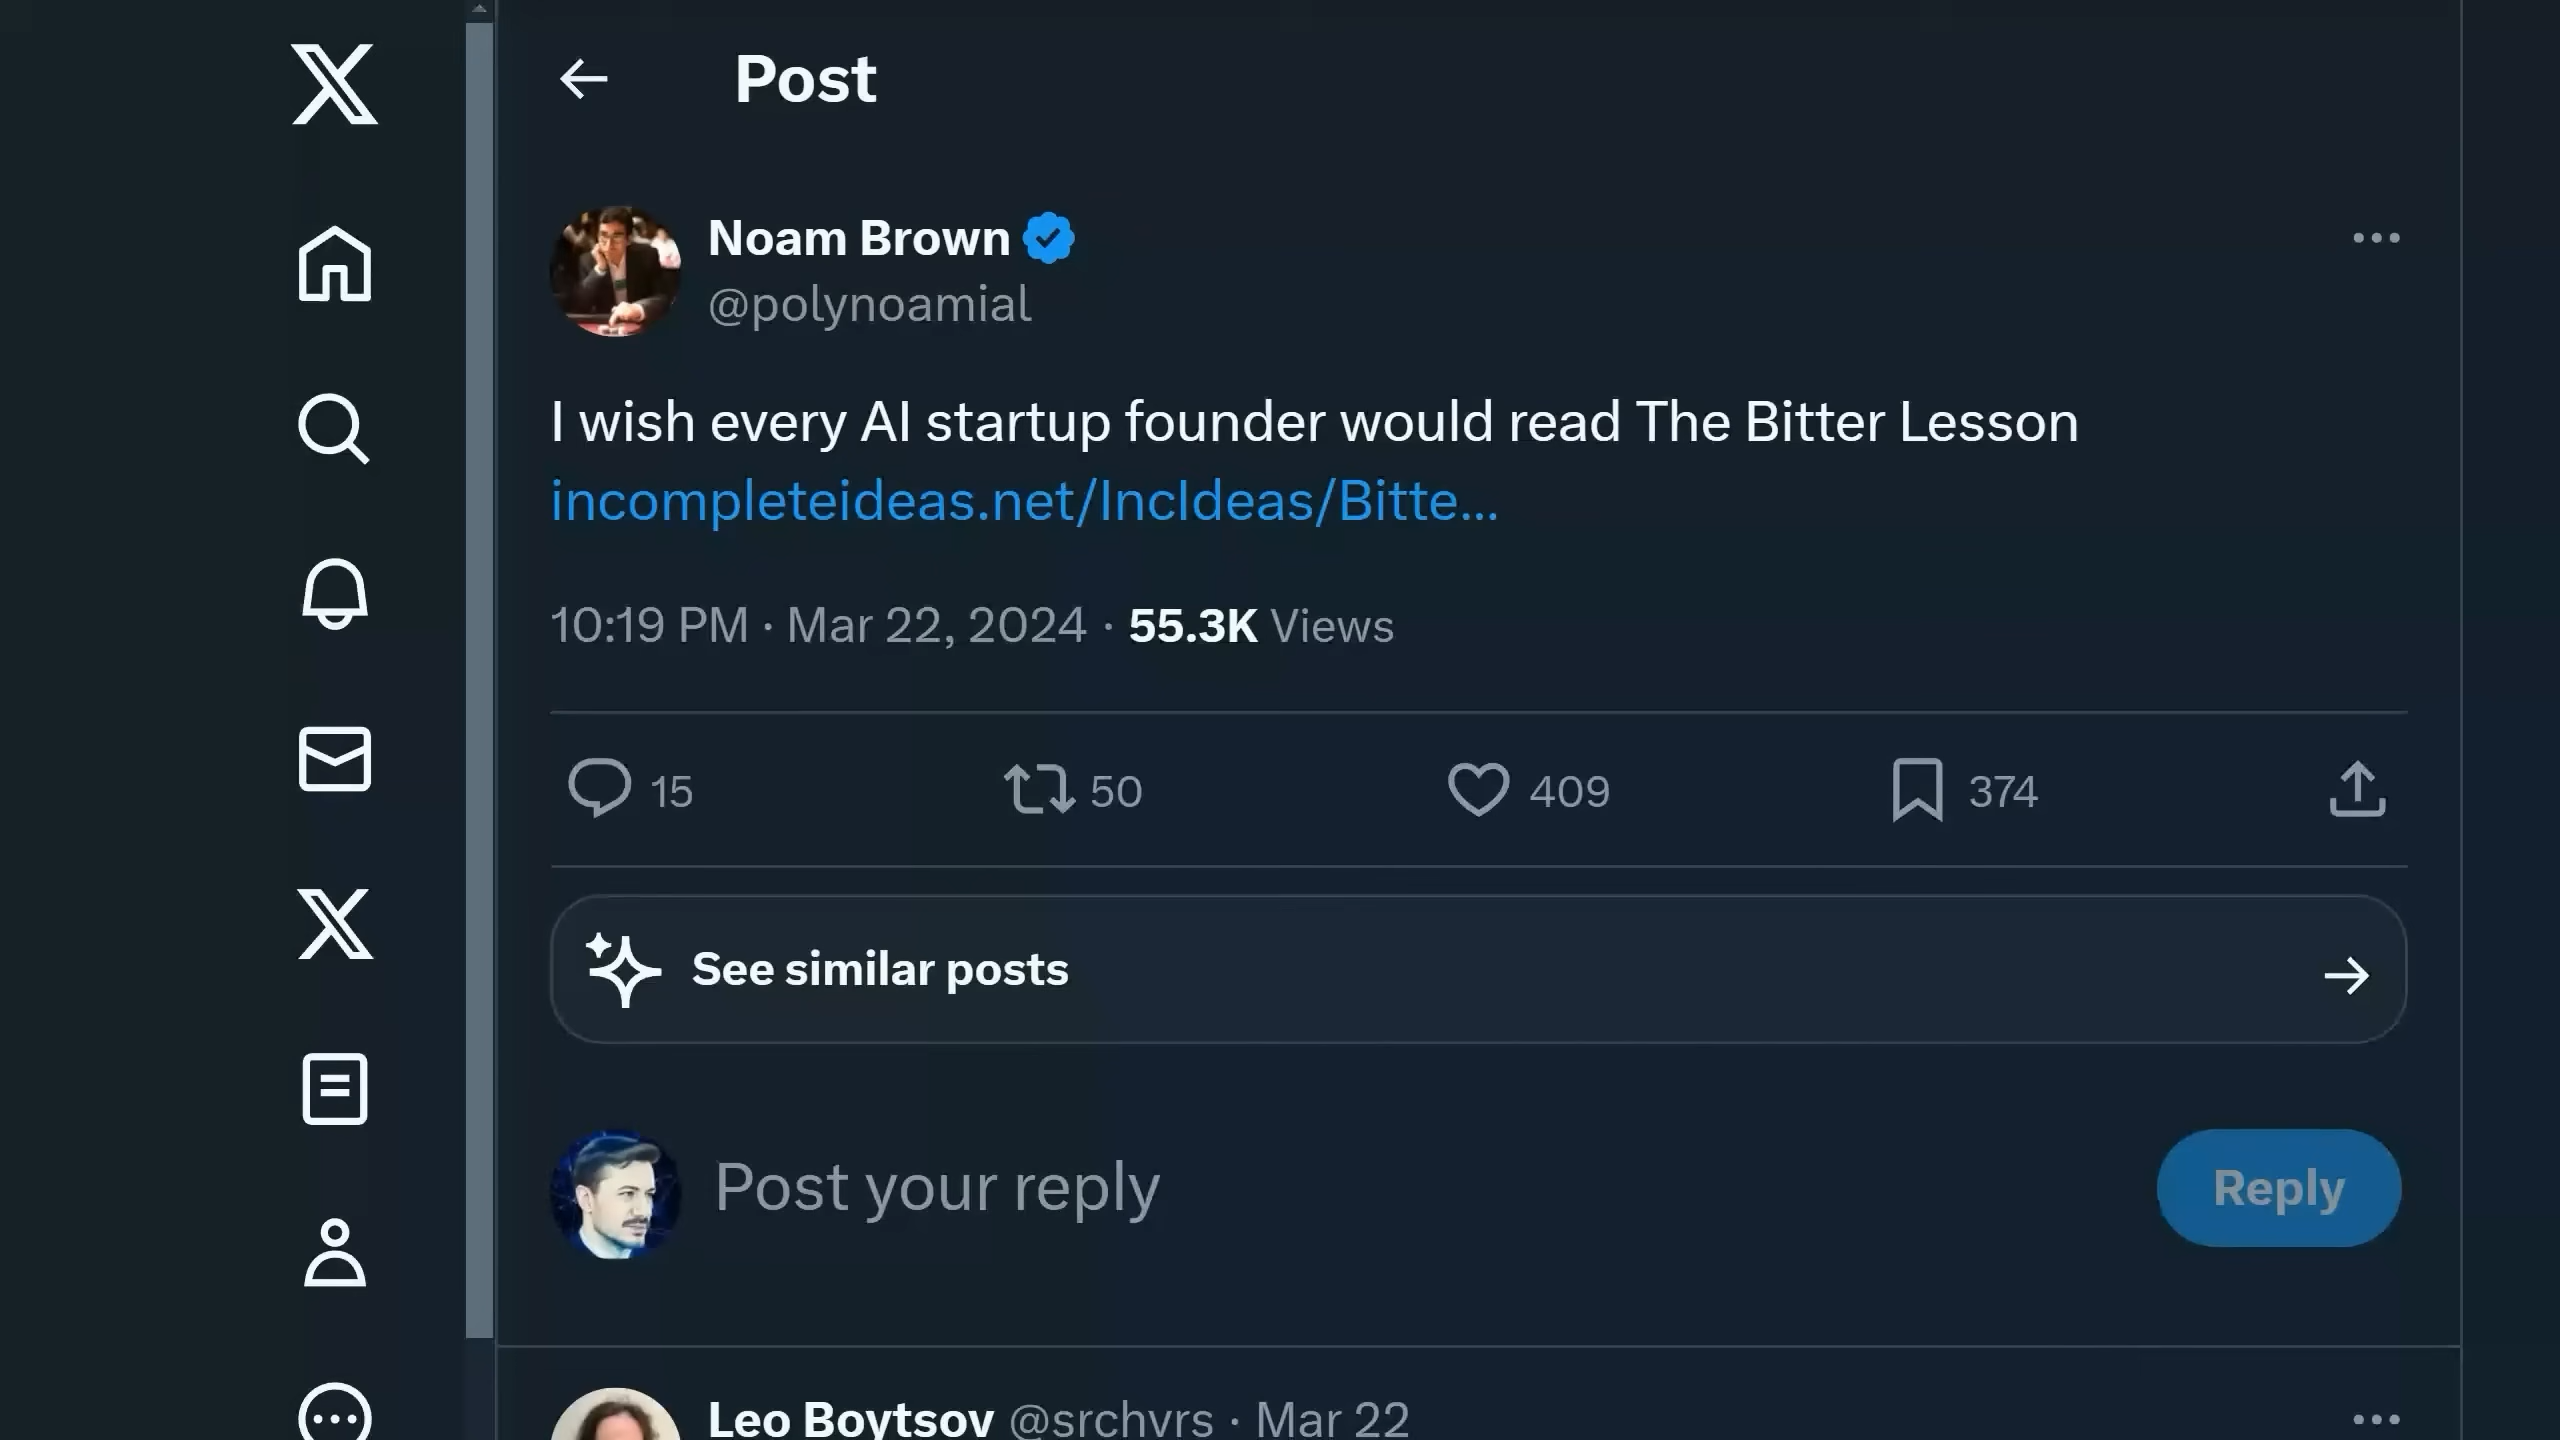 Post
Noam Brown
@polynoamial
I wish every AI startup founder would read The Bitter Lesson
incompleteideas.net/IncIdeas/Bitte...
10:19 PM · Mar 22, 2024 · 55.3K Views
15 50 409 374
See similar posts
Post your reply
Reply
Leo Boytsov @srchvrs · Mar 22